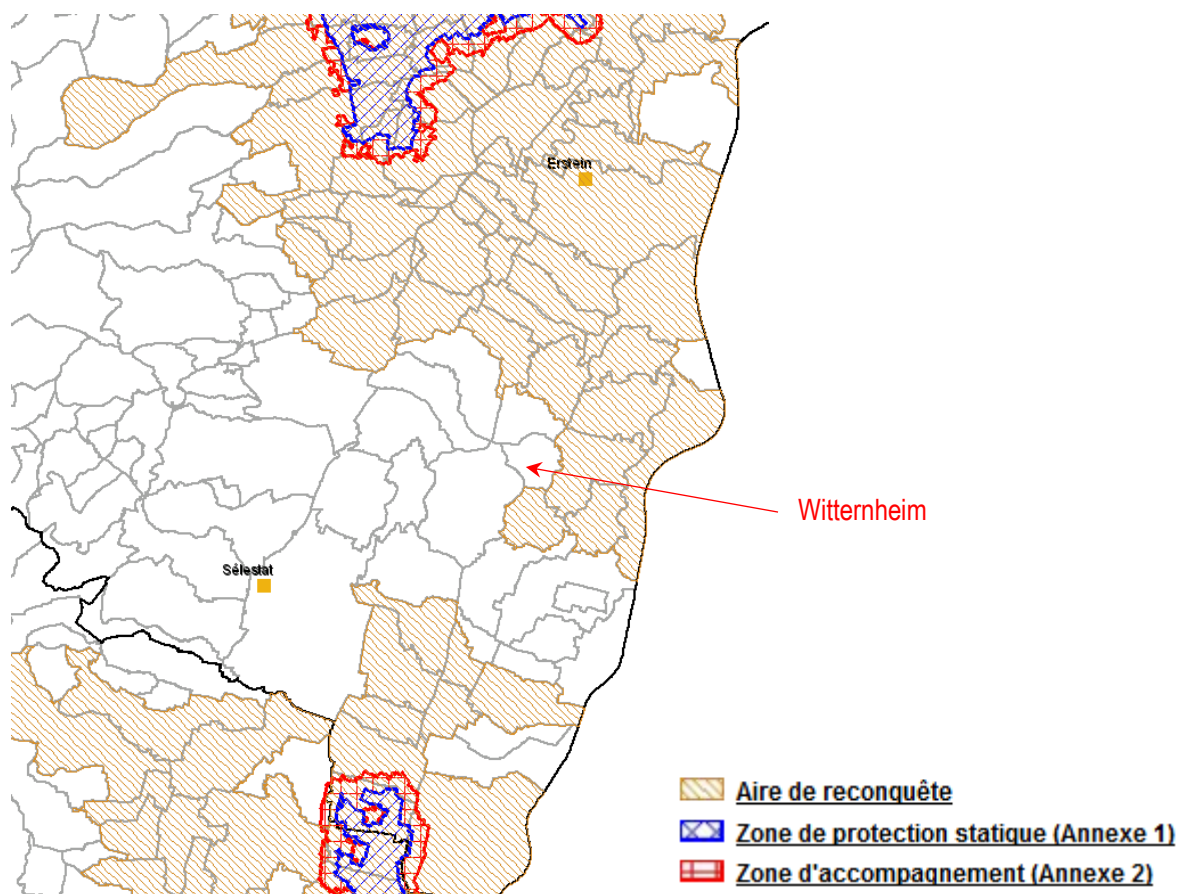 Erstein
Witternheim
Sélestat
Aire de reconquête
Zone de protection statique (Annexe 1)
Zone d'accompagnement (Annexe 2)